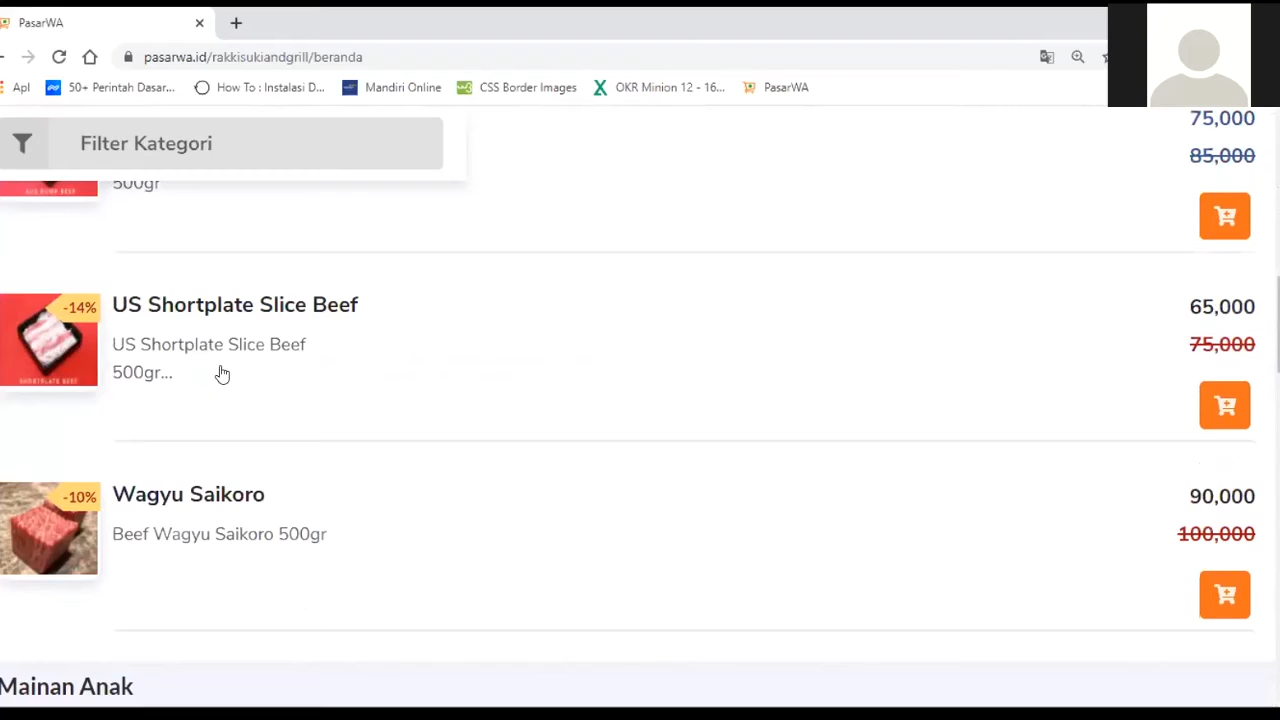 PasarWA
pasarwa.id/rakkisukiandgrill/beranda
Apl
50+ Perintah Dasar...
How To : Instalasi D...
Mandiri Online
CSS Border Images
OKR Minion 12 - 16...
PasarWA
75,000
Filter Kategori
85,000
500gr
-14%
US Shortplate Slice Beef
65,000
US Shortplate Slice Beef
75,000
500gr...
SHORTPLATE BEEF
-10%
Wagyu Saikoro
90,000
Beef Wagyu Saikoro 500gr
100,000
Mainan Anak